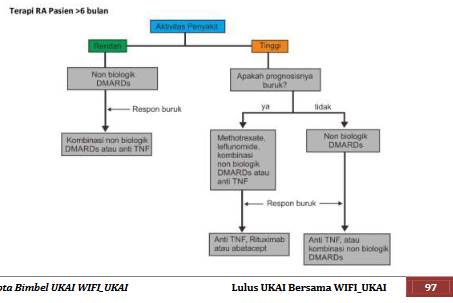 Terapi RA Pasien >6 bulan
Aktivitas Penyakit
Rendah
Tinggi
Non biologik
DMARDs
Apakah prognosisnya
buruk?
Respon buruk
ya
tidak
Kombinasi non biologik
DMARDs atau anti TNF
Methotrexate,
leflunomide,
kombinasi
non biologik
DMARDs atau
anti TNF
Non biologik
DMARDs
Respon buruk
Anti TNF, Rituximab
atau abatacept
Anti TNF, atau
kombinasi non biologik
DMARDs
pta Bimbel UKAI WIFI_UKAI
Lulus UKAI Bersama WIFI_UKAI
97